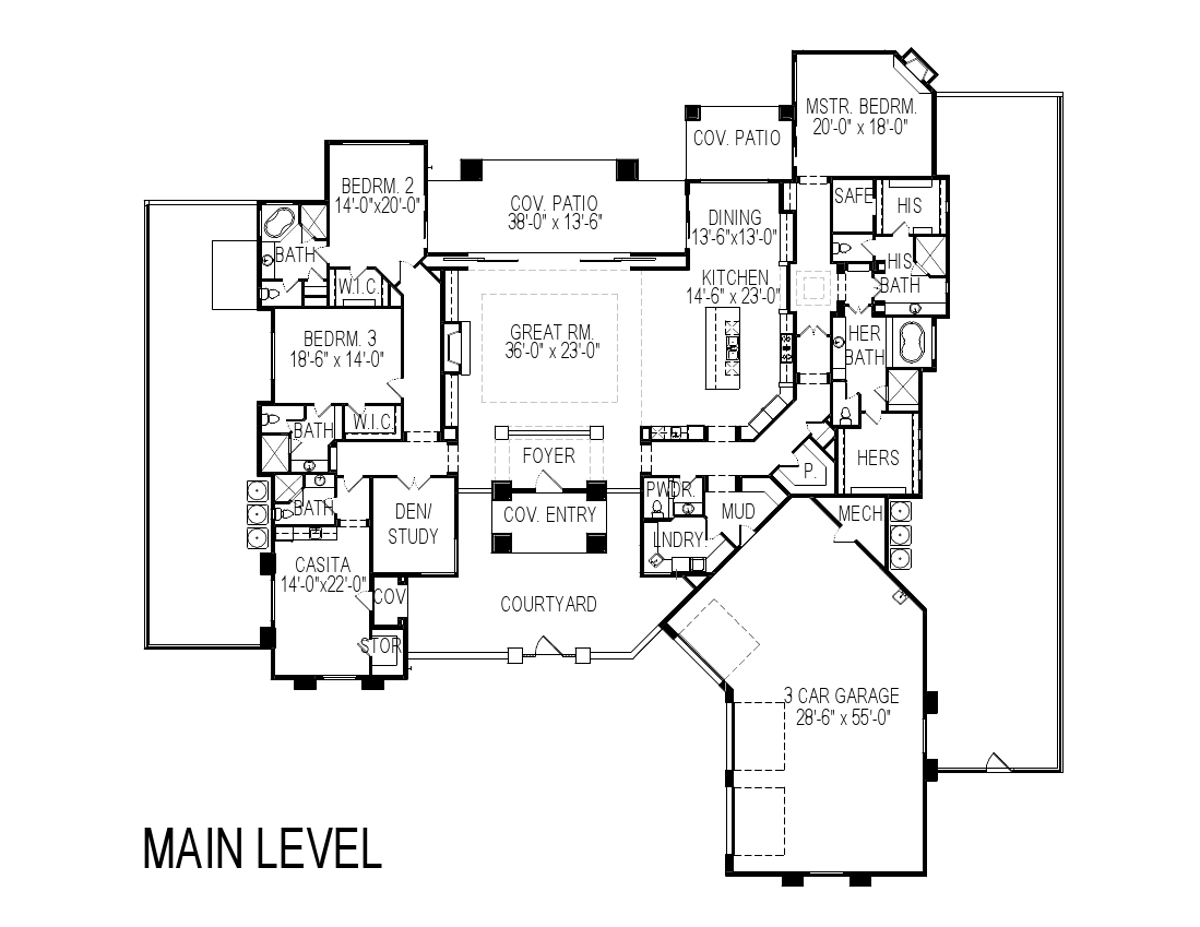 MSTR. BEDRM.
20'-0" x 18'-0"
COV. PATIO
BEDRM. 2
14'-0"x20'-0"
COV. PATIO
38'-0" x 13'-6"
DINING
13'-6"x13'-0"
SAFE
HIS
BATH
HIS
BATH
W.I.C.
KITCHEN
14'-6" x 23'-0"
BEDRM. 3
18'-6" x 14'-0"
GREAT RM.
36'-0" x 23'-0"
HER
BATH
W.I.C.
BATH
FOYER
HERS
P.
PWDR.
BATH
DEN/
STUDY
COV. ENTRY
MUD
MECH
LNDRY
CASITA
14'-0"x22'-0"
COV
COURTYARD
STOR
3 CAR GARAGE
28'-6" x 55'-0"
MAIN LEVEL